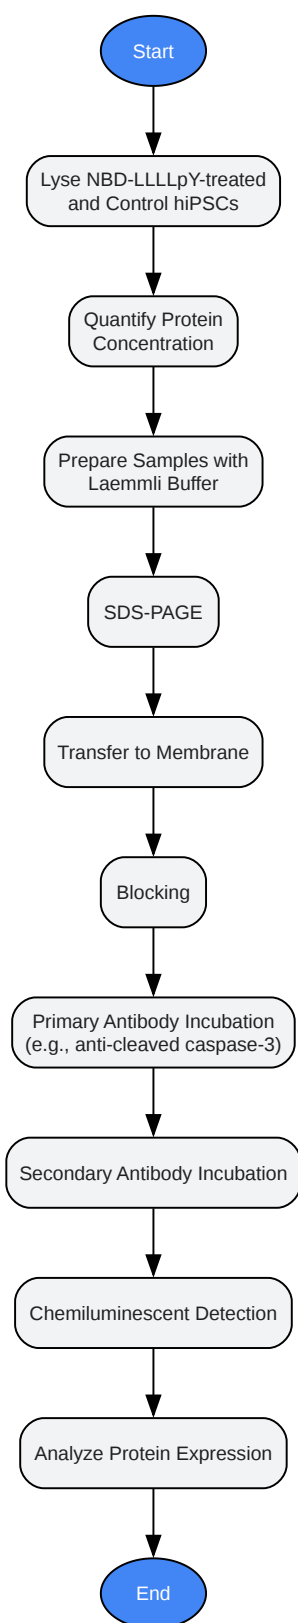 Start
Lyse NBD-LLLLpY-treated
and Control hiPSCs
Quantify Protein
Concentration
Prepare Samples with
Laemmli Buffer
SDS-PAGE
Transfer to Membrane
Blocking
Primary Antibody Incubation
(e.g., anti-cleaved caspase-3)
Secondary Antibody Incubation
Chemiluminescent Detection
Analyze Protein Expression
End